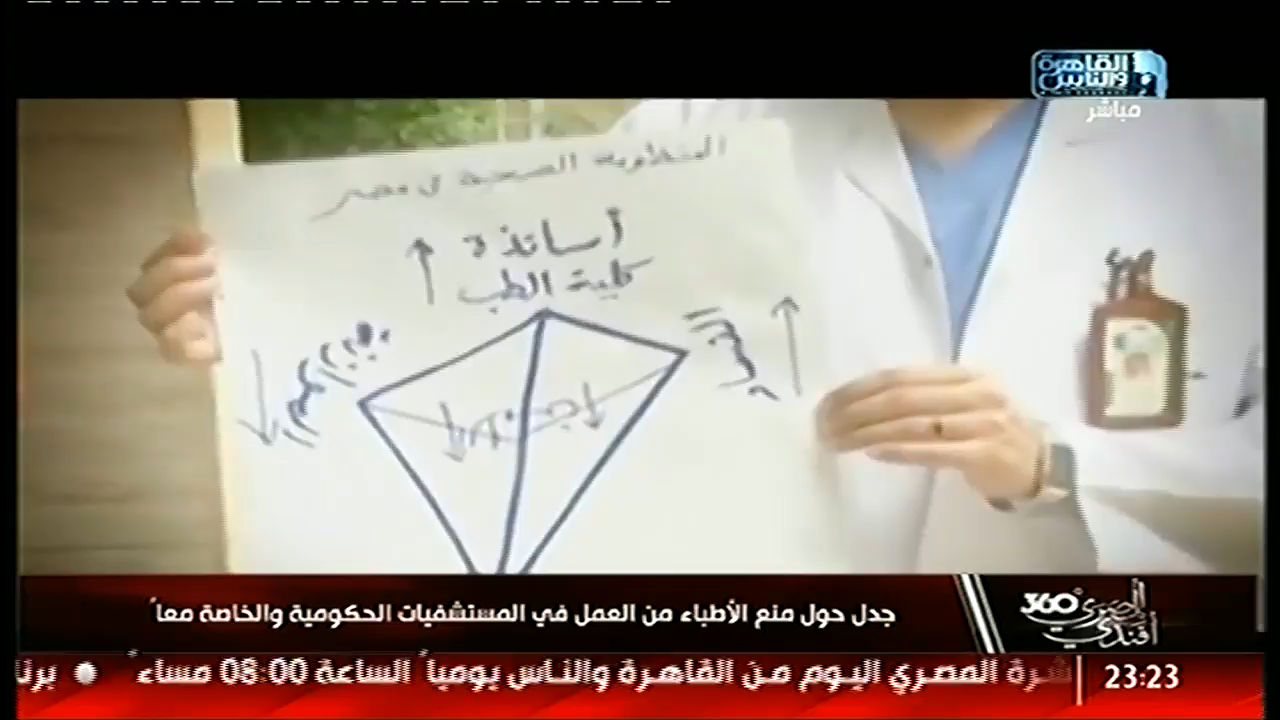 القاهرة
والناس
مباشر
المنظومة الصحية في مصر
أساتذة
كلية الطب
جدل حول منع الأطباء من العمل في المستشفيات الحكومية والخاصة معاً
المصري
أفندي
360°
شرة المصري اليوم من القاهرة والناس يومياً الساعة 08:00 مساءً
برنا
23:23